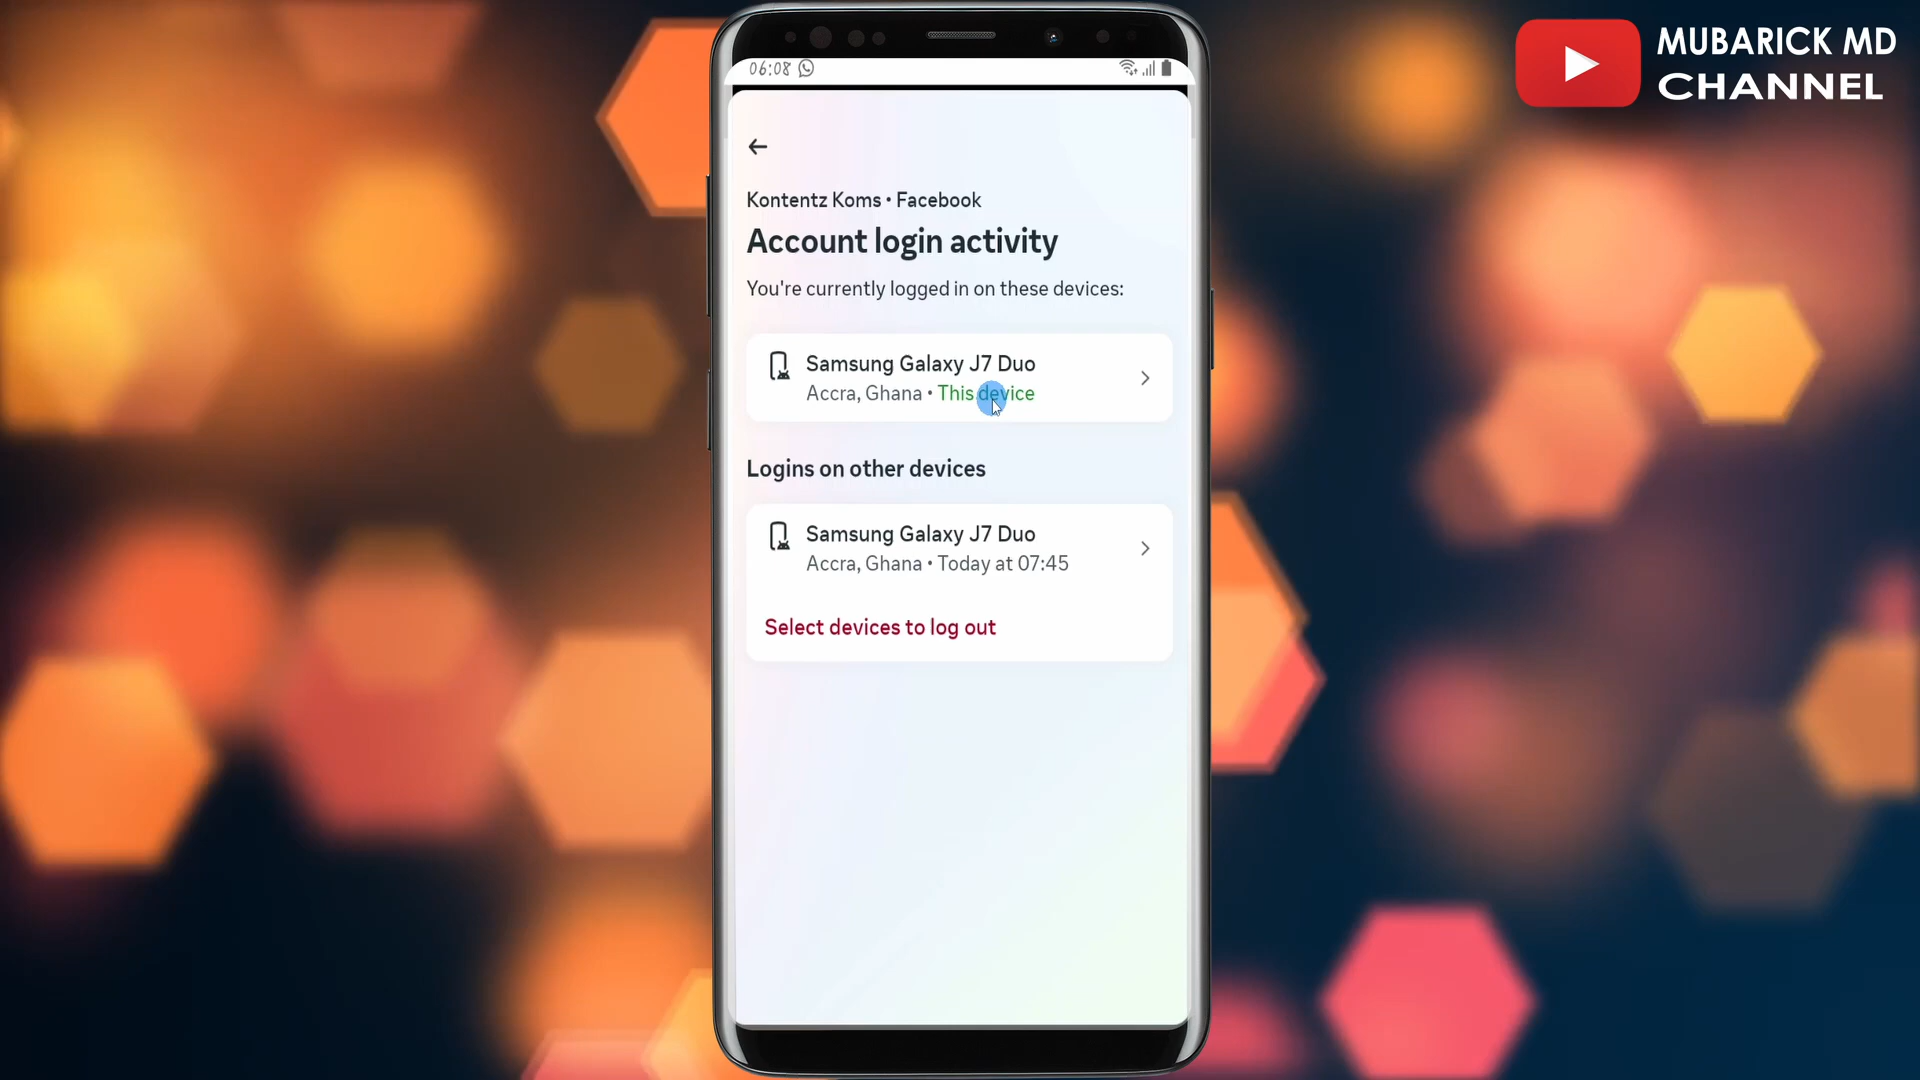 MUBARICK MD
CHANNEL
06:08
Kontentz Koms • Facebook
Account login activity
You're currently logged in on these devices:
Samsung Galaxy J7 Duo
Accra, Ghana • This device
Logins on other devices
Samsung Galaxy J7 Duo
Accra, Ghana • Today at 07:45
Select devices to log out